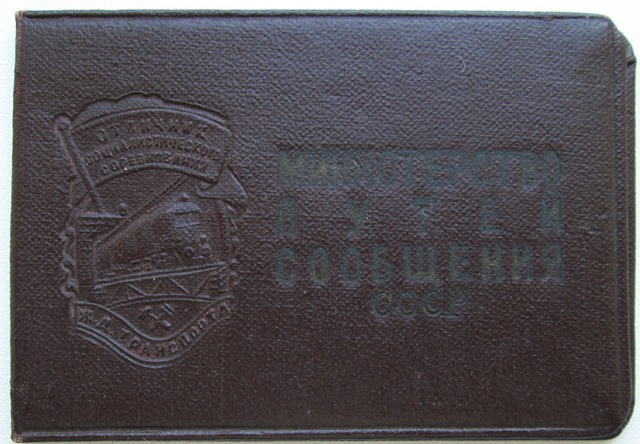 ОТЛИЧНИК
СОЦИАЛИСТИЧЕСКОГО
СОРЕВНОВАНИЯ
Ж-Д. ТРАНСПОРТА
МИНИСТЕРСТВО
ПУТЕЙ
СООБЩЕНИЯ
СССР